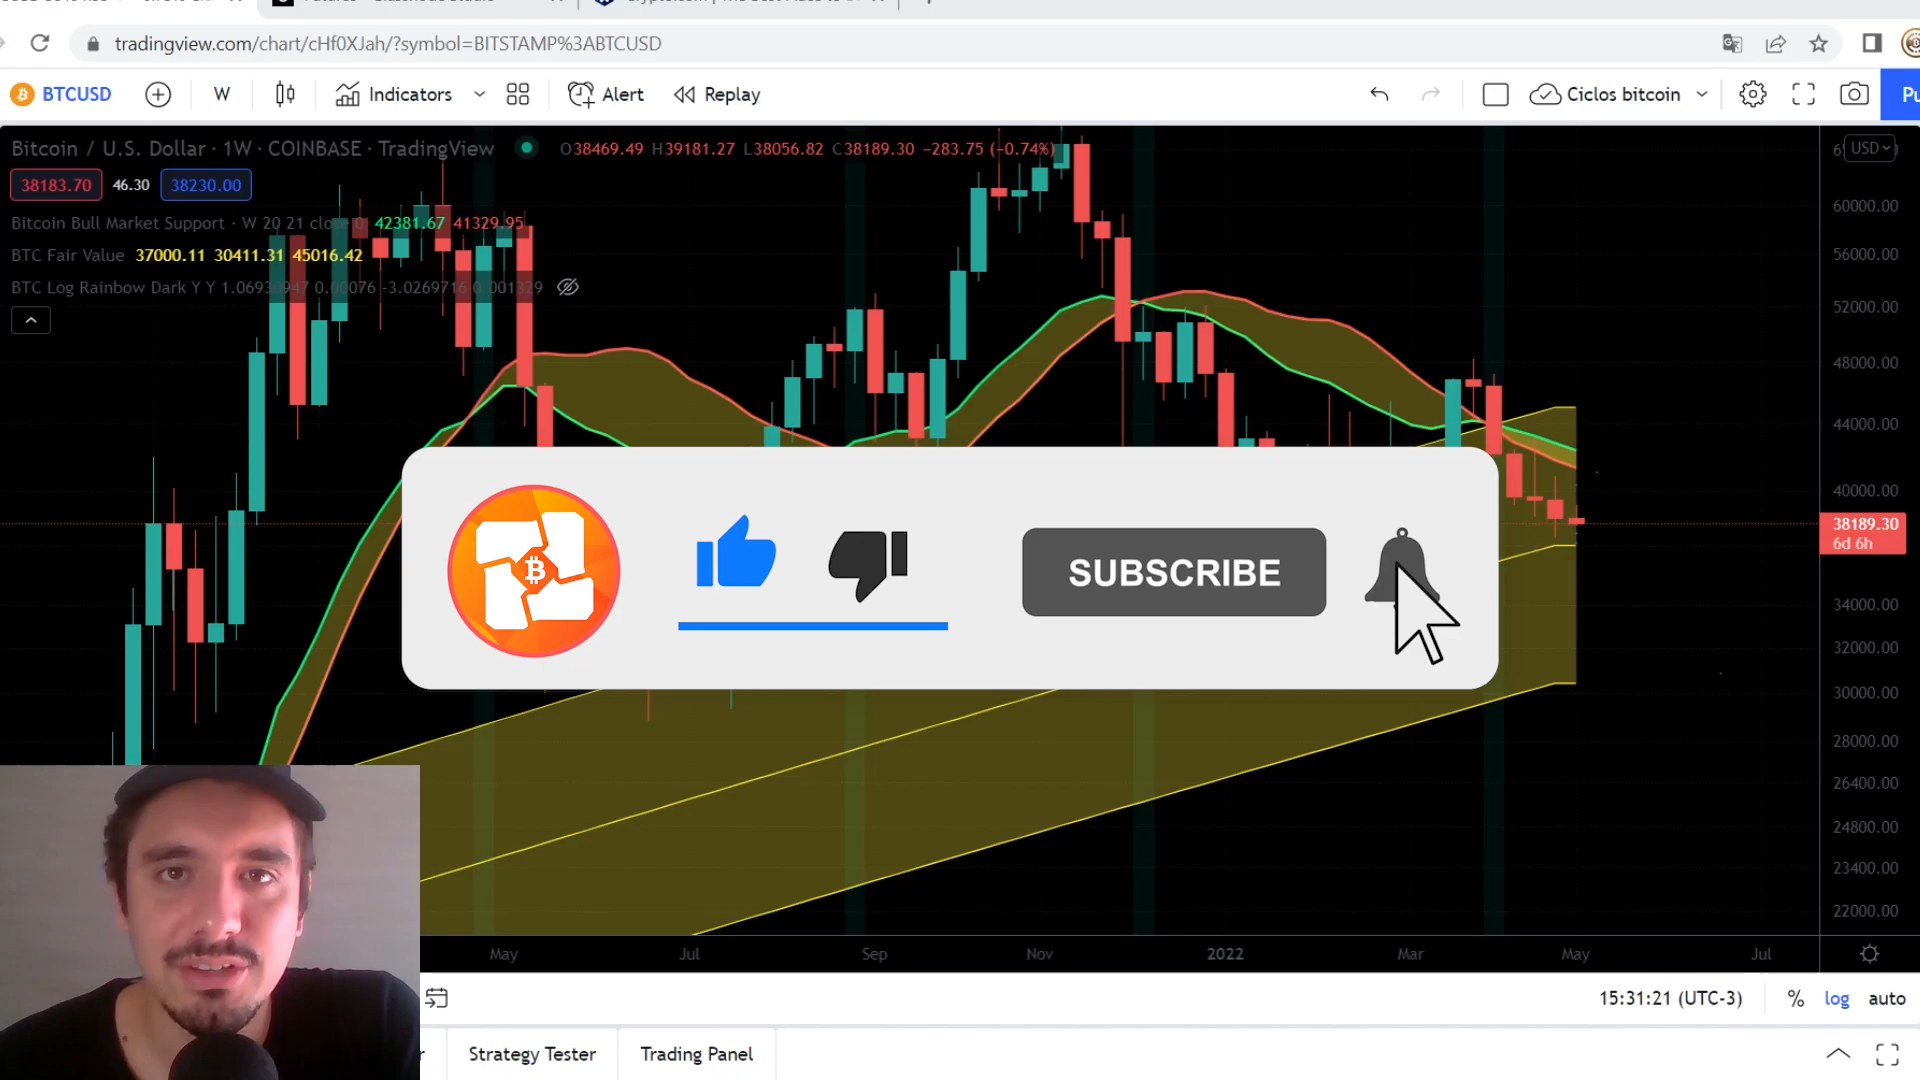 tradingview.com/chart/cHf0XJah/?symbol=BITSTAMP%3ABTCUSD
BTCUSD W Indicators Alert Replay Ciclos bitcoin
Bitcoin / U.S. Dollar · 1W · COINBASE · TradingView O38469.49 H39181.27 L38056.82 C38189.30 −283.75 (−0.74%) USD
38183.70 46.30 38230.00
Bitcoin Bull Market Support · W 20 21 close 0 42381.67 41329.95
BTC Fair Value 37000.11 30411.31 45016.42
BTC Log Rainbow Dark Y Y 0.00076
60000.00
56000.00
52000.00
48000.00
44000.00
40000.00
38189.30
6d 6h
SUBSCRIBE
34000.00
32000.00
30000.00
28000.00
26400.00
24800.00
23400.00
22000.00
May Jul Sep Nov 2022 Mar May Jul
15:31:21 (UTC-3) % log auto
Strategy Tester Trading Panel